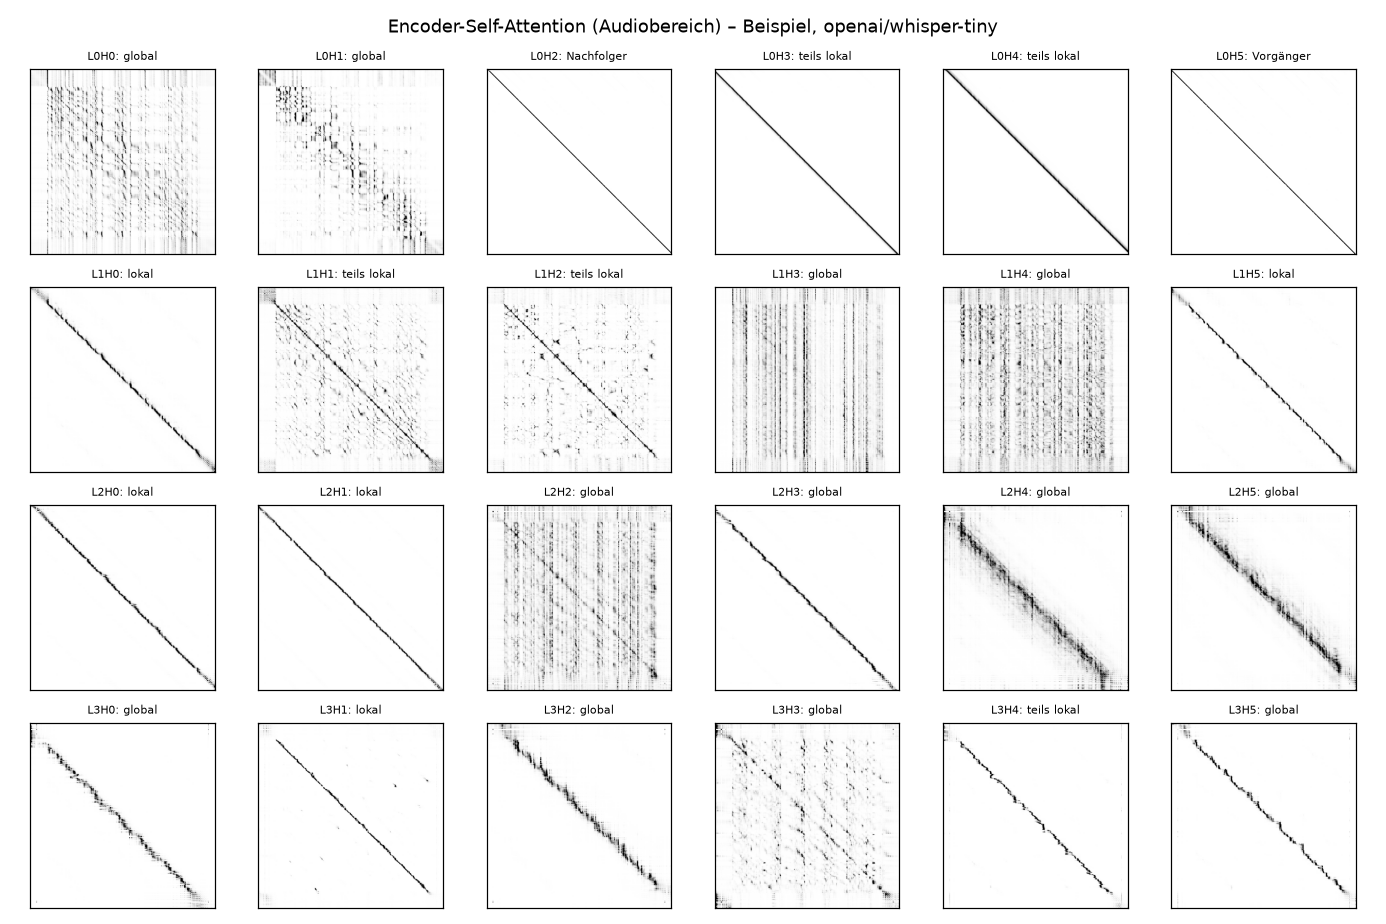 Encoder-Self-Attention (Audiobereich) – Beispiel, openai/whisper-tiny
L0H0: global
L0H1: global
L0H2: Nachfolger
L0H3: teils lokal
L0H4: teils lokal
L0H5: Vorgänger
L1H0: lokal
L1H1: teils lokal
L1H2: teils lokal
L1H3: global
L1H4: global
L1H5: lokal
L2H0: lokal
L2H1: lokal
L2H2: global
L2H3: global
L2H4: global
L2H5: global
L3H0: global
L3H1: lokal
L3H2: global
L3H3: global
L3H4: teils lokal
L3H5: global